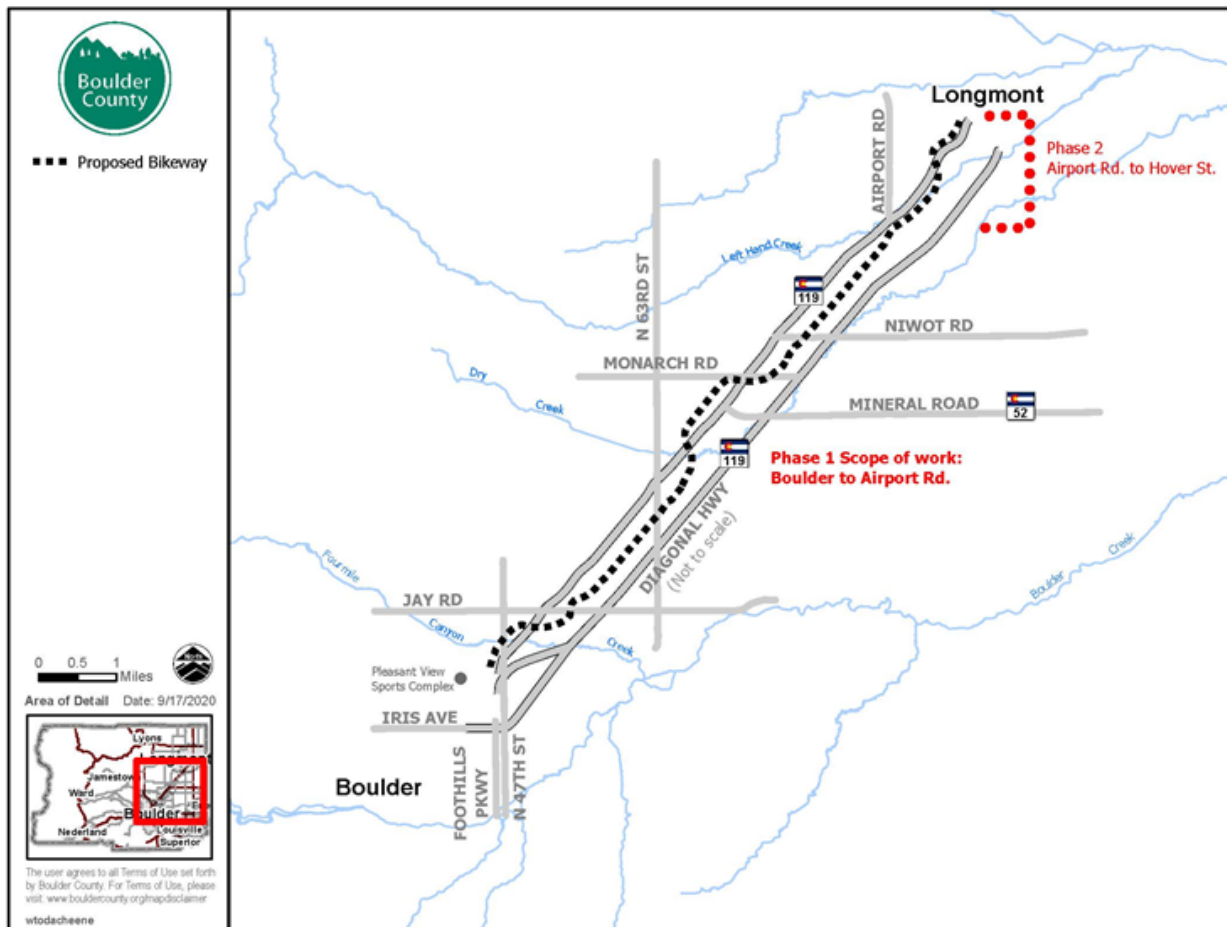 Boulder
County
Proposed Bikeway
0 0.5 1
Miles
North
Area of Detail Date: 9/17/2020
Lyons
Longmont
Jamestown
Ward
Boulder
Nederland
Louisville
Superior
The user agrees to all Terms of Use set forth
by Boulder County. For Terms of Use, please
visit: www.bouldercounty.org/mapdisclaimer
wtodacheene
Longmont
Phase 2
Airport Rd. to Hover St.
AIRPORT RD
N 63RD ST
Left Hand Creek
119
NIWOT RD
MONARCH RD
Dry
Creek
MINERAL ROAD
52
119
Phase 1 Scope of work:
Boulder to Airport Rd.
DIAGONAL HWY
(Not to scale)
Fourmile
Canyon
Creek
Boulder
Creek
JAY RD
Pleasant View
Sports Complex
IRIS AVE
Boulder
FOOTHILLS
PKWY
N 47TH ST